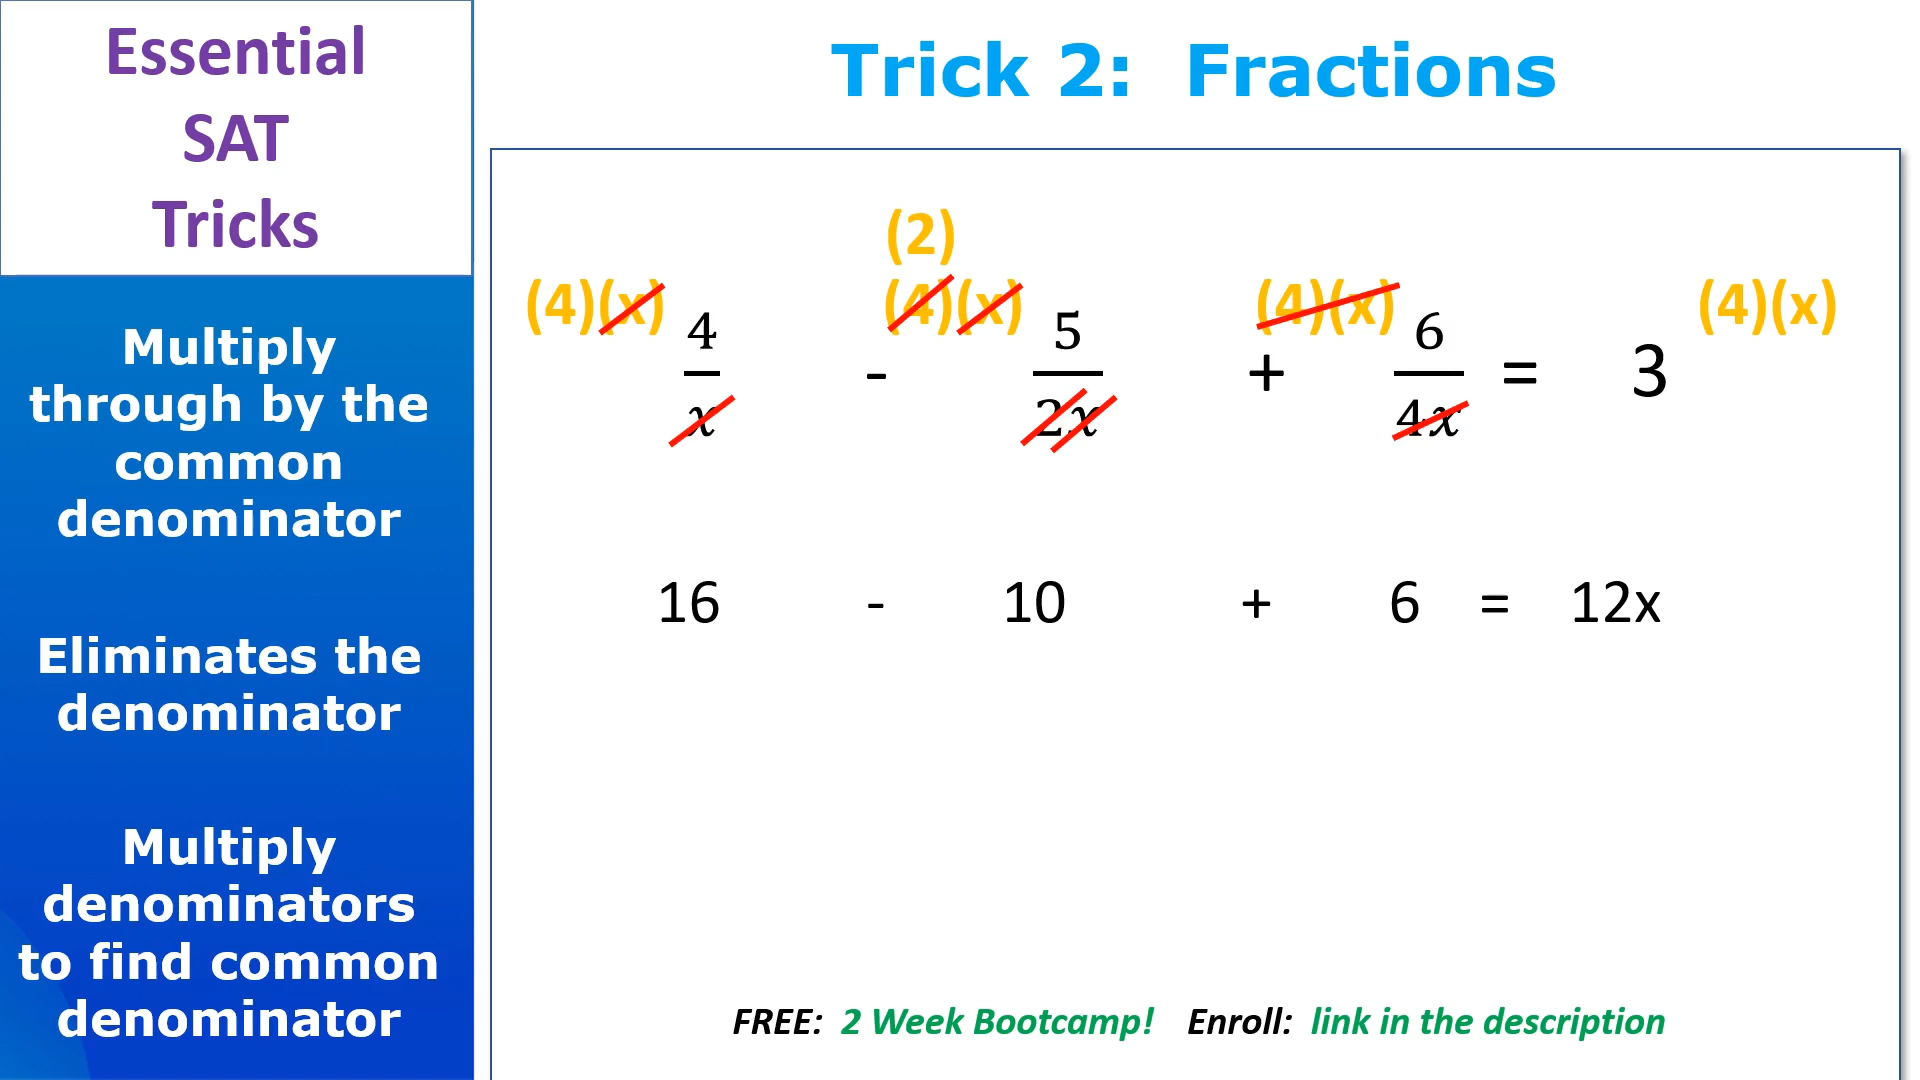 Essential
SAT
Tricks
Trick 2: Fractions
Multiply
through by the
common
denominator
Eliminates the
denominator
Multiply
denominators
to find common
denominator
(2)
(4)(x) (4)(x) (4)(x) (4)(x)
4 5 6
- + = 3
x 2x 4x
16 - 10 + 6 = 12x
FREE: 2 Week Bootcamp! Enroll: link in the description